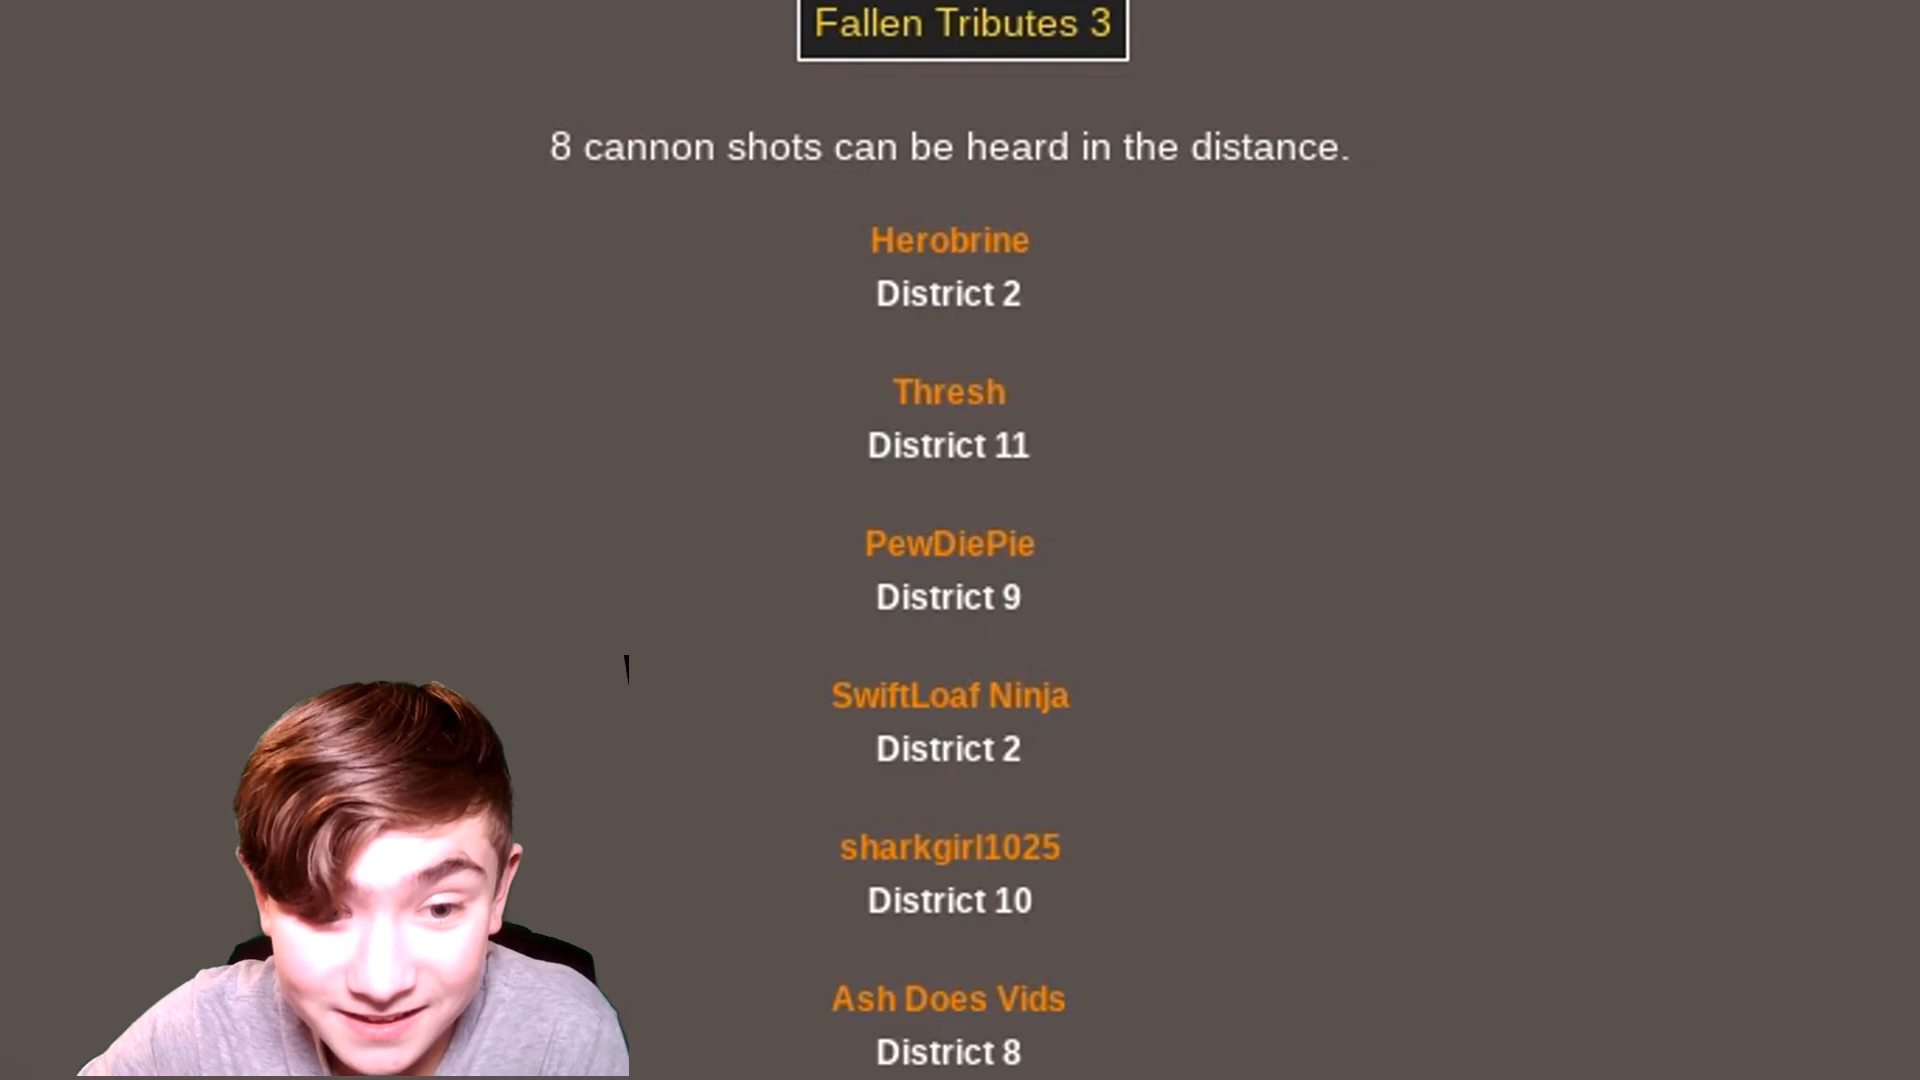 Fallen Tributes 3
8 cannon shots can be heard in the distance.
Herobrine
District 2
Thresh
District 11
PewDiePie
District 9
SwiftLoaf Ninja
District 2
sharkgirl1025
District 10
Ash Does Vids
District 8